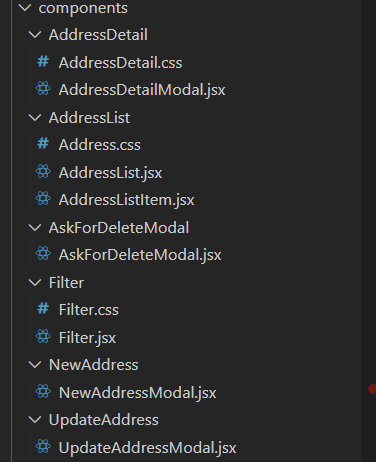 components
AddressDetail
# AddressDetail.css
AddressDetailModal.jsx
AddressList
# Address.css
AddressList.jsx
AddressListItem.jsx
AskForDeleteModal
AskForDeleteModal.jsx
Filter
# Filter.css
Filter.jsx
NewAddress
NewAddressModal.jsx
UpdateAddress
UpdateAddressModal.jsx